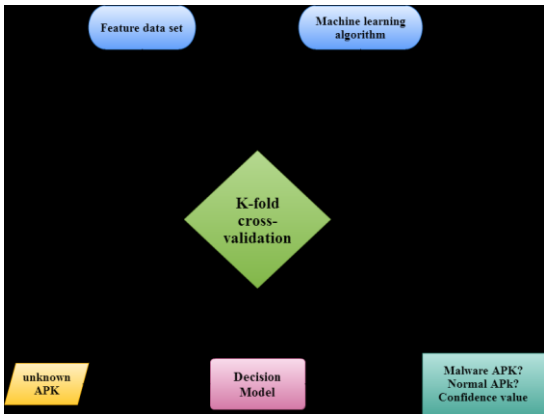 Feature data set
Machine learning
algorithm
K-fold
cross-
validation
unknown
APK
Decision
Model
Malware APK?
Normal APk?
Confidence value